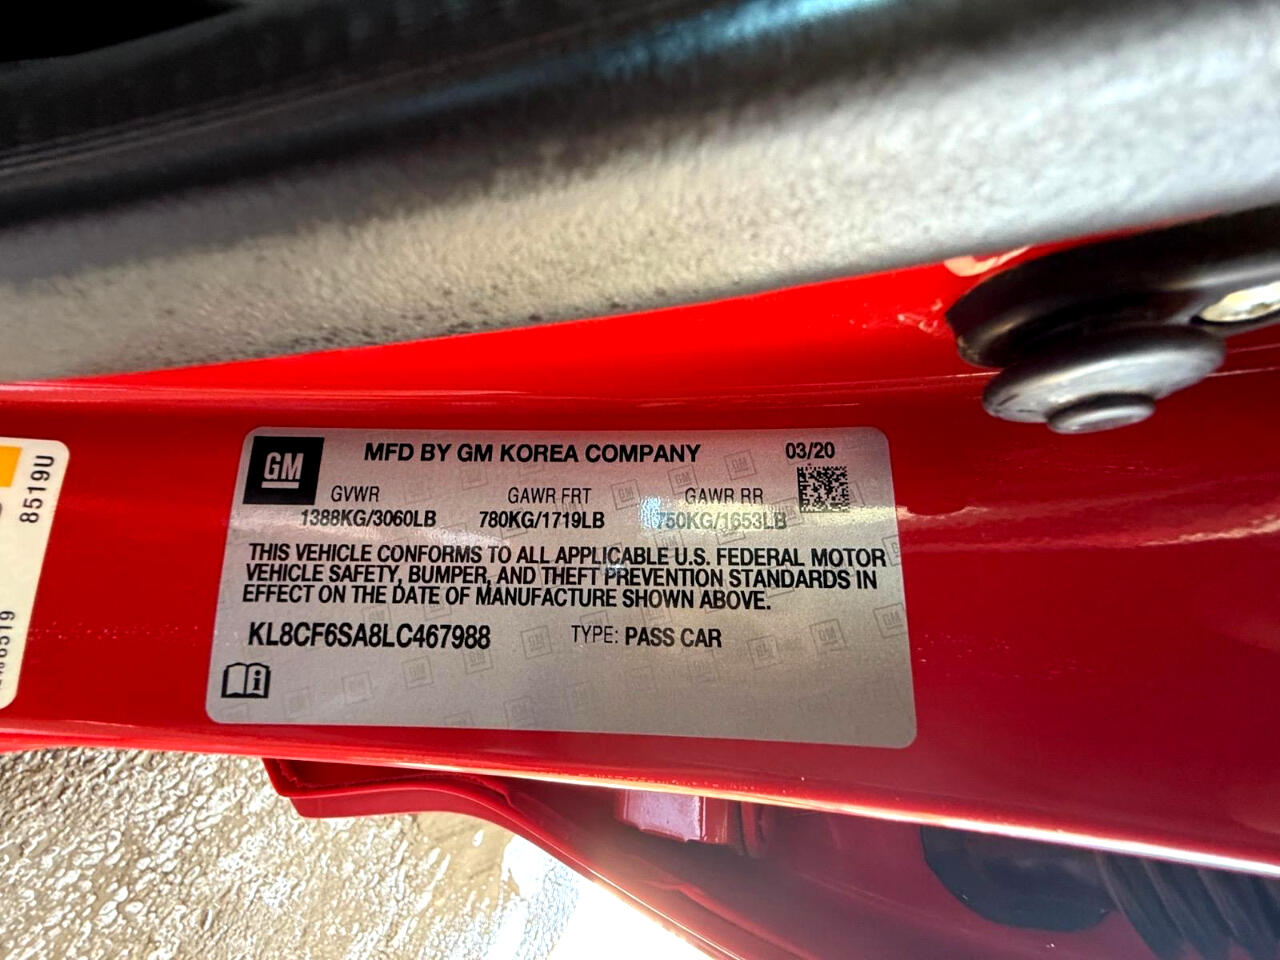 GM
MFD BY GM KOREA COMPANY
03/20
GVWR GAWR FRT GAWR RR
1388KG/3060LB 780KG/1719LB 750KG/1653LB
THIS VEHICLE CONFORMS TO ALL APPLICABLE U.S. FEDERAL MOTOR
VEHICLE SAFETY, BUMPER, AND THEFT PREVENTION STANDARDS IN
EFFECT ON THE DATE OF MANUFACTURE SHOWN ABOVE.
KL8CF6SA8LC467988 TYPE: PASS CAR
8519U